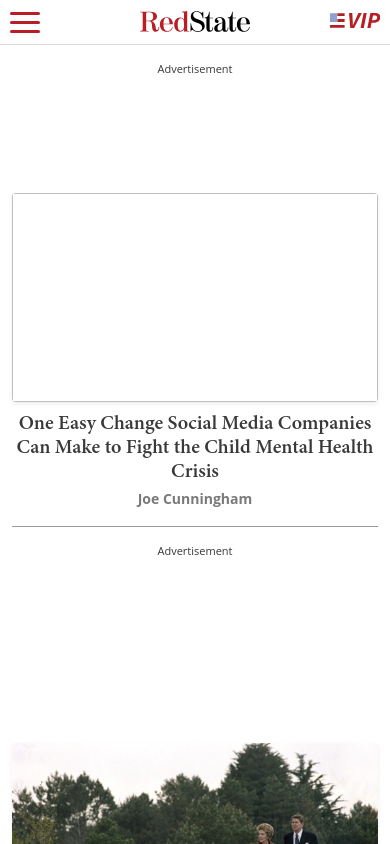 RedState
VIP
Advertisement
One Easy Change Social Media Companies
Can Make to Fight the Child Mental Health
Crisis
Joe Cunningham
Advertisement